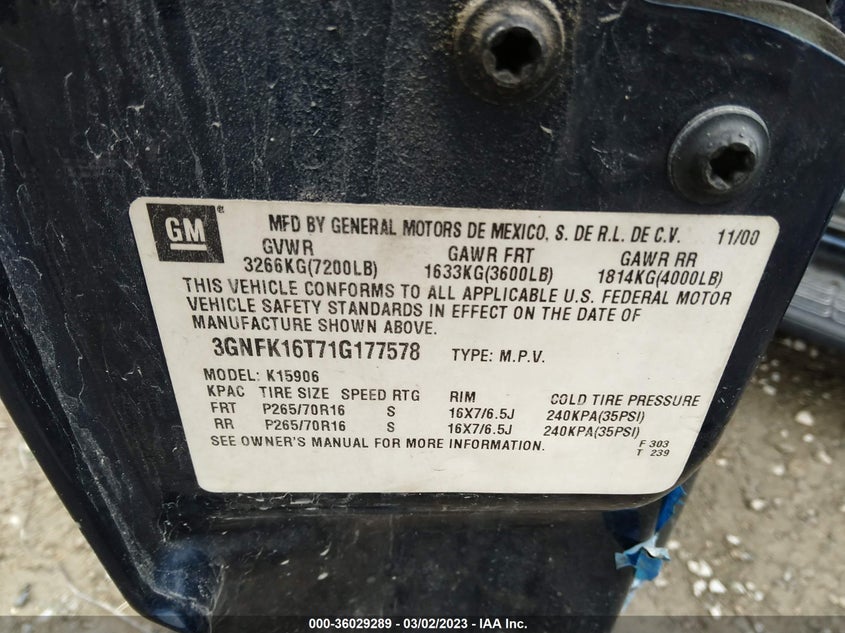 GM ® MFD BY GENERAL MOTORS DE MEXICO, S. DE R.L. DE C.V. 11/00
GVWR GAWR FRT GAWR RR
3266KG(7200LB) 1633KG(3600LB) 1814KG(4000LB)
THIS VEHICLE CONFORMS TO ALL APPLICABLE U.S. FEDERAL MOTOR
VEHICLE SAFETY STANDARDS IN EFFECT ON THE DATE OF
MANUFACTURE SHOWN ABOVE.
3GNFK16T71G177578 TYPE: M.P.V.
MODEL: K15906
KPAC TIRE SIZE SPEED RTG RIM COLD TIRE PRESSURE
FRT P265/70R16 S 16X7/6.5J 240KPA(35PSI)
RR P265/70R16 S 16X7/6.5J 240KPA(35PSI)
SEE OWNER'S MANUAL FOR MORE INFORMATION.
F 303
T 239
000-36029289 - 03/02/2023 - IAA Inc.